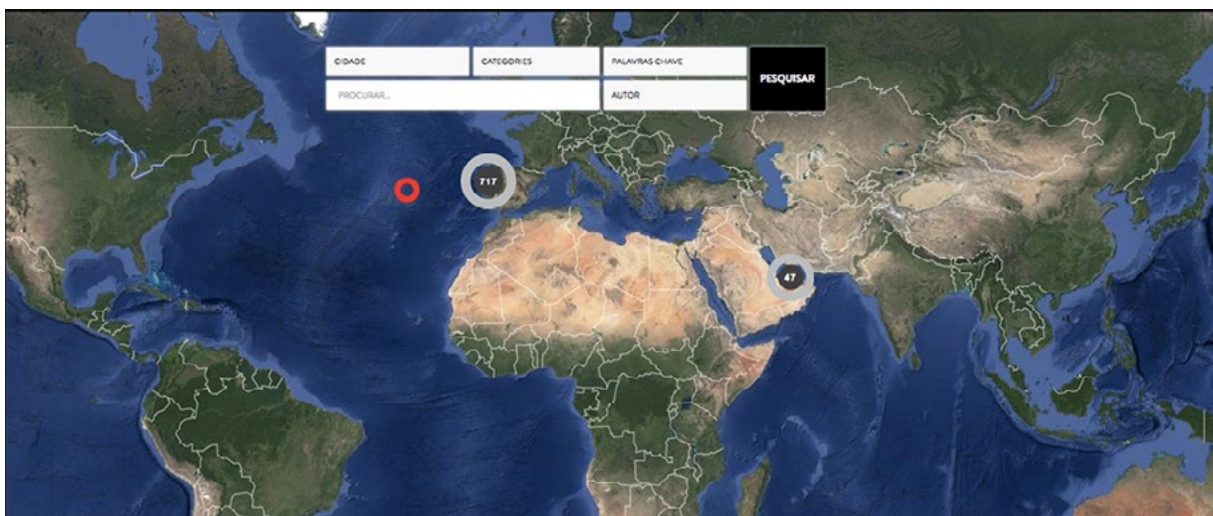 CIDADE
CATEGORIES
PALAVRAS CHAVE
PESQUISAR
PROCURAR...
AUTOR
717
47